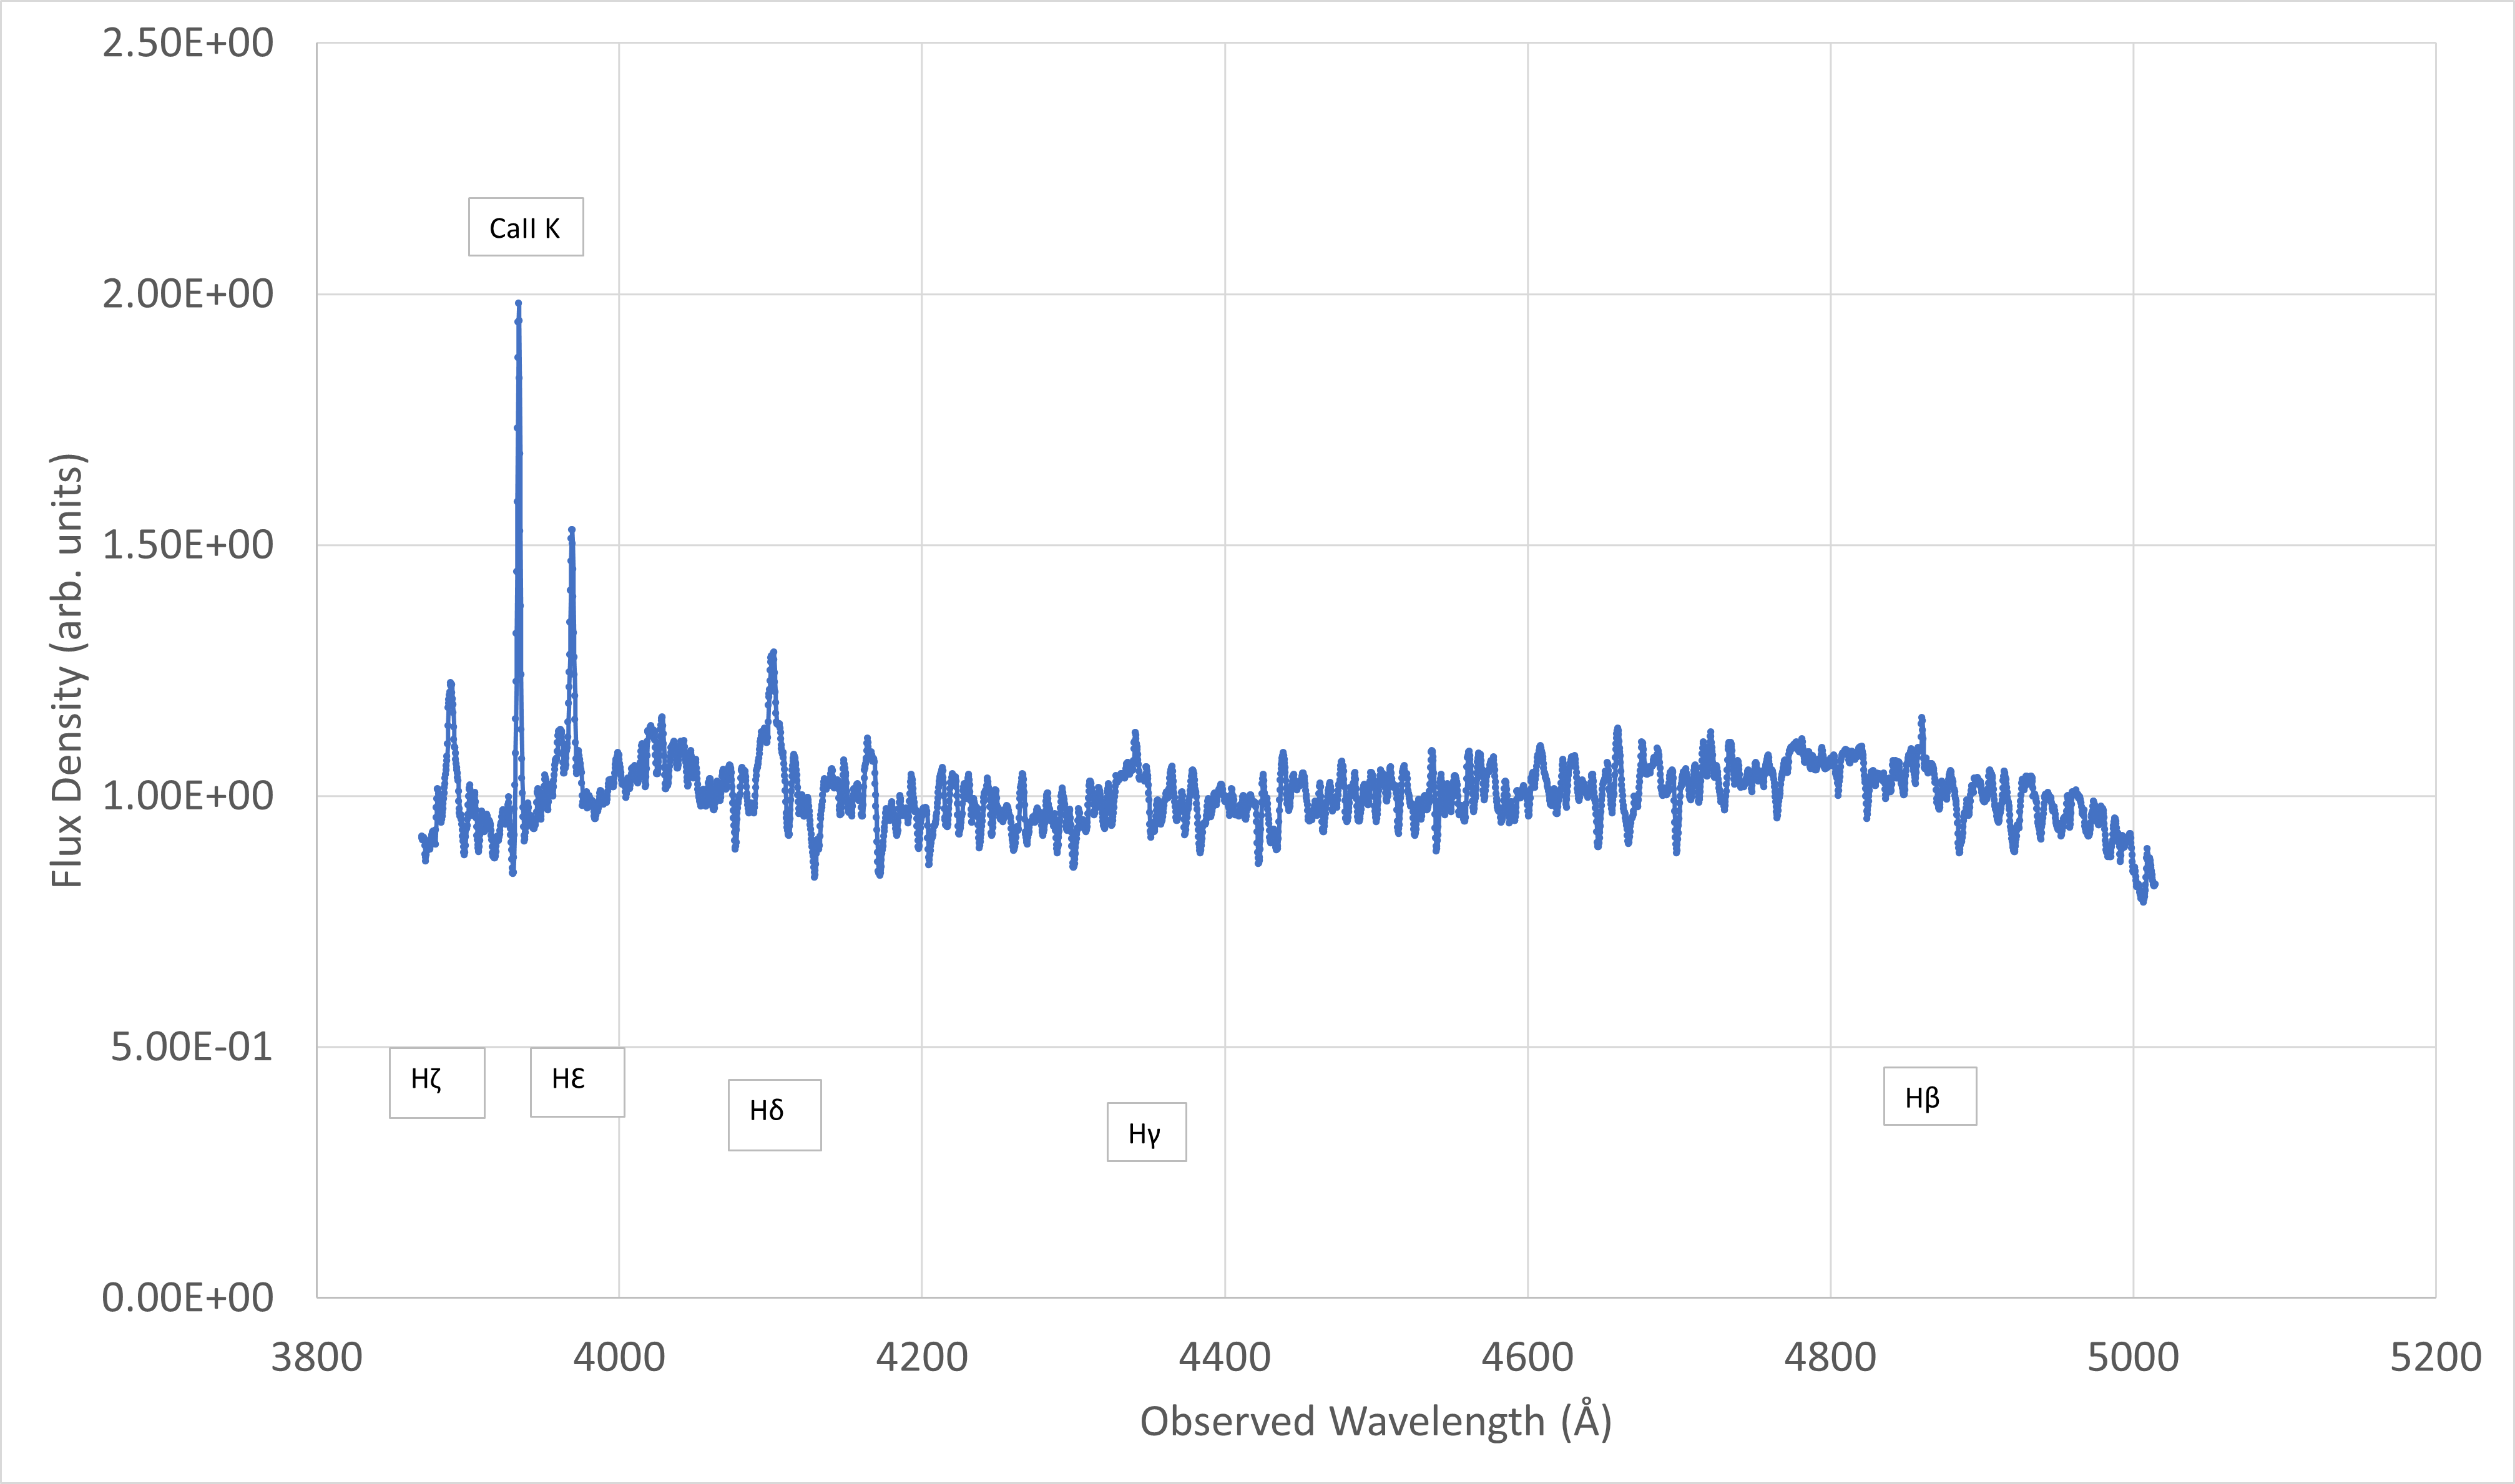 2.50E+00
CaII K
2.00E+00
1.50E+00
Flux Density (arb. units)
1.00E+00
5.00E-01
Hζ
HƐ
Hδ
Hγ
Hβ
0.00E+00
3800 4000 4200 4400 4600 4800 5000 5200
Observed Wavelength (Å)